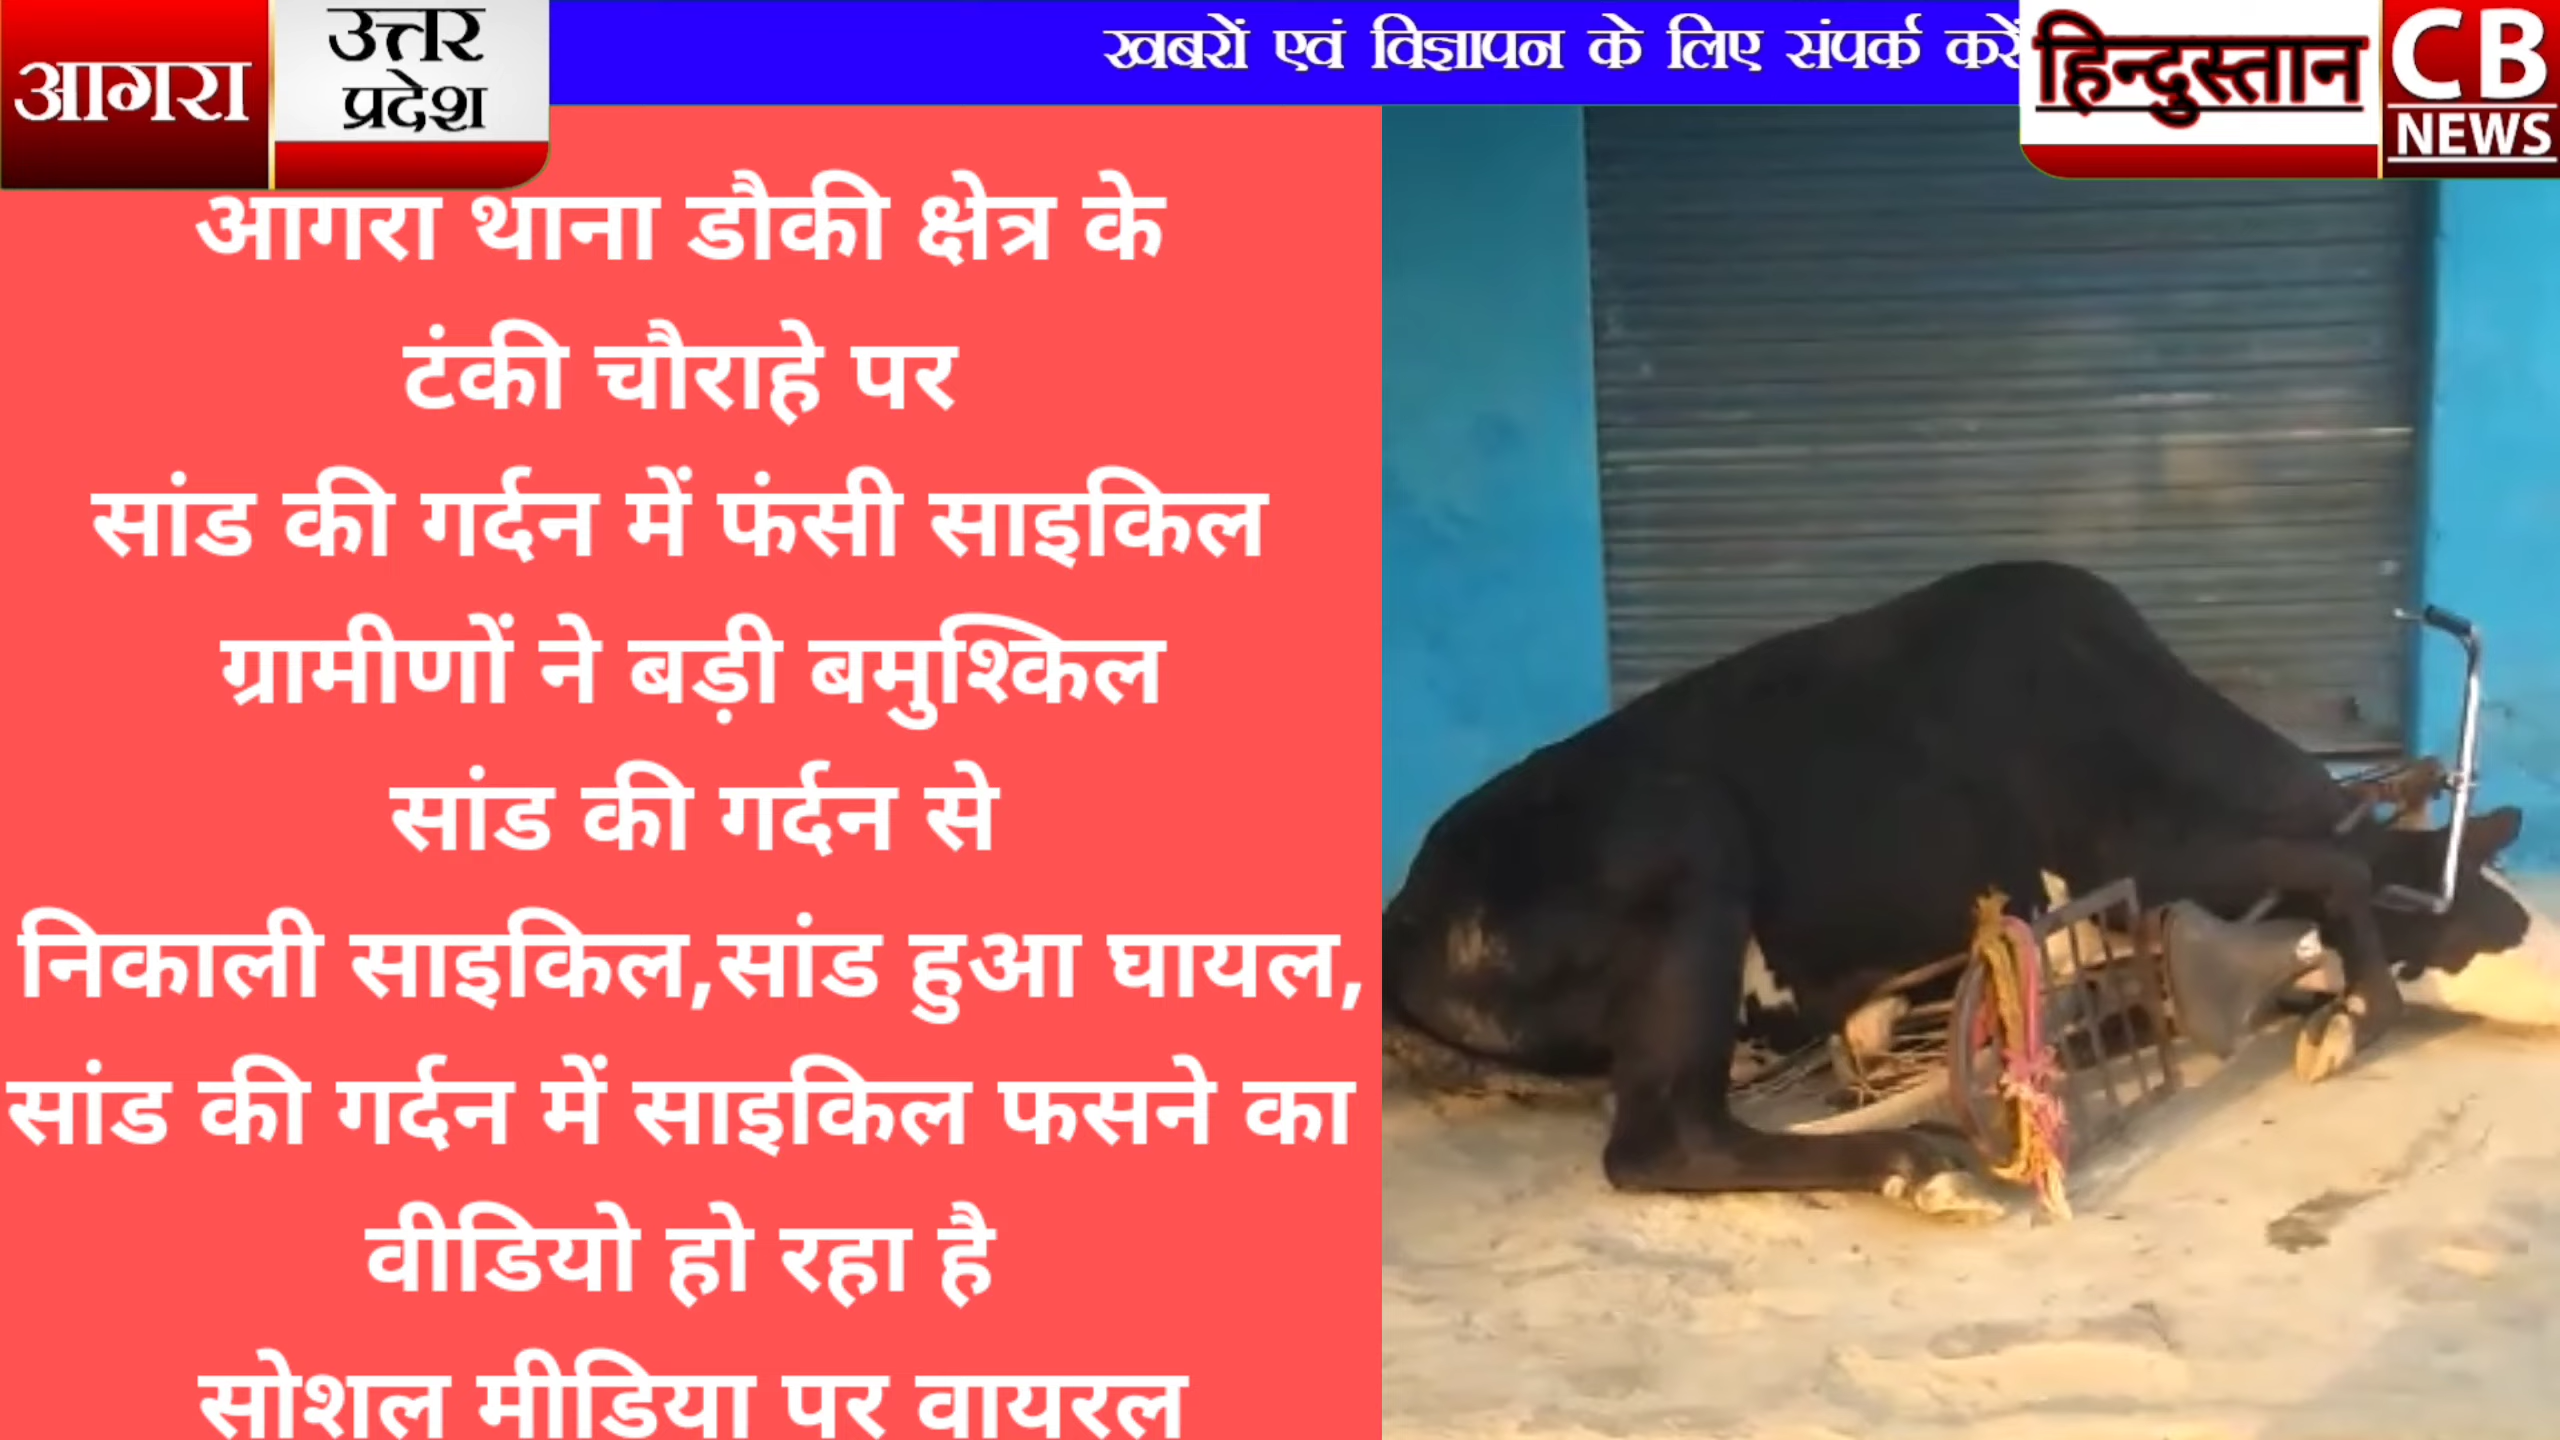 आगरा
उत्तर
प्रदेश
खबरों एवं विज्ञापन के लिए संपर्क करें
हिन्दुस्तान
CB
NEWS
आगरा थाना डौकी क्षेत्र के
टंकी चौराहे पर
सांड की गर्दन में फंसी साइकिल
ग्रामीणों ने बड़ी बमुश्किल
सांड की गर्दन से
निकाली साइकिल,सांड हुआ घायल,
सांड की गर्दन में साइकिल फसने का
वीडियो हो रहा है
सोशल मीडिया पर वायरल